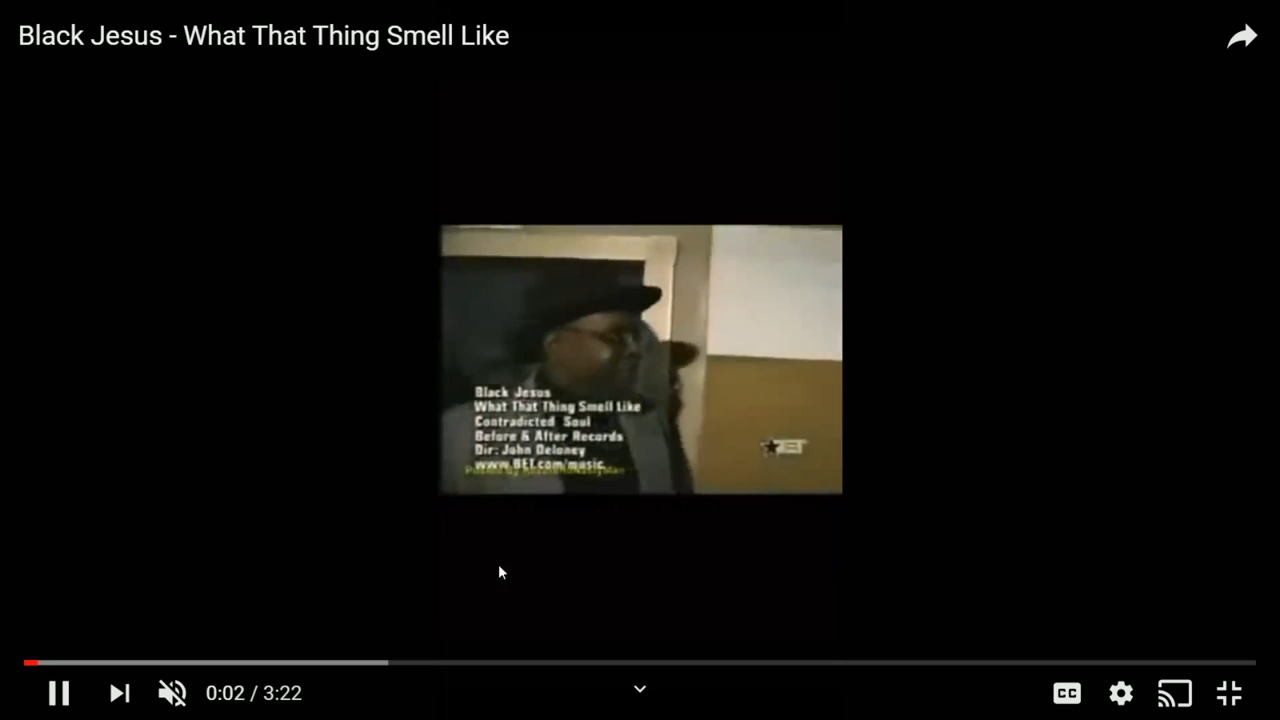 Black Jesus - What That Thing Smell Like
Black Jesus
What That Thing Smell Like
Contradicted Soul
Before & After Records
Dir: John Deloney
www.BET.com/music
0:02 / 3:22
CC